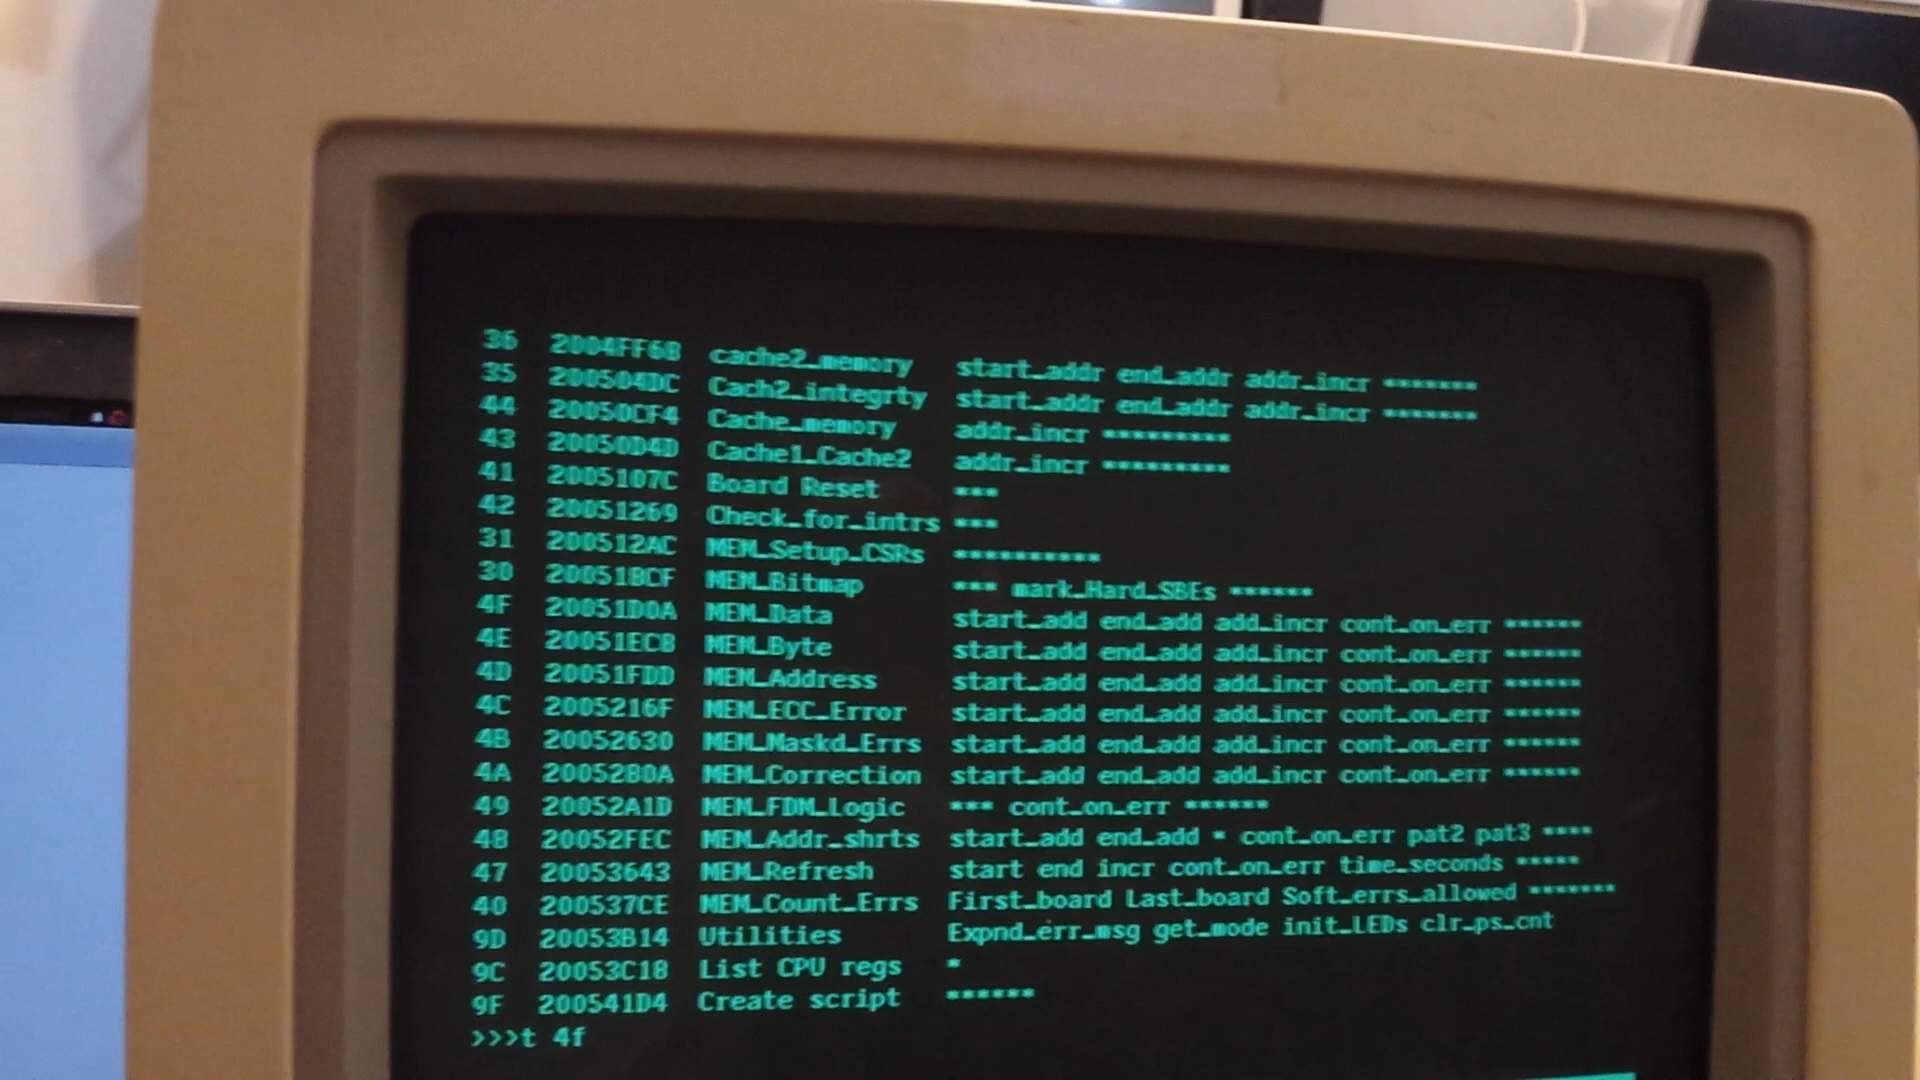 36 2004FF6B cache2_memory start_addr end_addr addr_incr *******
35 200504DC Cach2_integrty start_addr end_addr addr_incr *******
44 20050CF4 Cache_memory addr_incr *********
43 20050D4D Cache1_Cache2 addr_incr *********
41 2005107C Board Reset ***
42 20051269 Check_for_intrs ***
31 200512AC MEM_Setup_CSRs **********
30 200518CF MEM_Bitmap *** mark_Hard_SBEs ******
4F 20051D0A MEM_Data start_add end_add add_incr cont_on_err ******
4E 20051ECB MEM_Byte start_add end_add add_incr cont_on_err ******
4D 20051FDD MEM_Address start_add end_add add_incr cont_on_err ******
4C 2005216F MEM_ECC_Error start_add end_add add_incr cont_on_err ******
4B 20052630 MEM_Maskd_Errs start_add end_add add_incr cont_on_err ******
4A 2005280A MEM_Correction start_add end_add add_incr cont_on_err ******
49 20052A1D MEM_FDM_Logic *** cont_on_err ******
48 20052FEC MEM_Addr_shrts start_add end_add * cont_on_err pat2 pat3 ****
47 20053643 MEM_Refresh start end incr cont_on_err time_seconds *****
40 200537CE MEM_Count_Errs First_board Last_board Soft_errs_allowed *******
9D 20053B14 Utilities Expnd_err_msg get_mode init_LEDs clr_ps_cnt
9C 20053C18 List CPU regs *
9F 200541D4 Create script ******
>>>t 4f